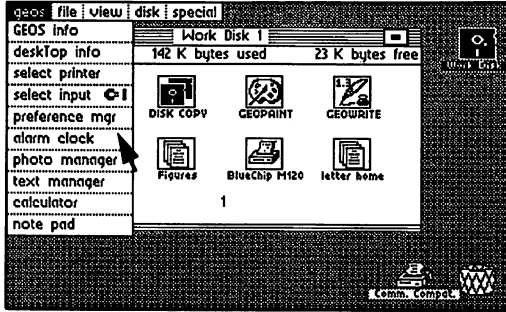 geos file view disk special
GEOS info
deskTop info
select printer
select input C= I
preference mgr
alarm clock
photo manager
text manager
calculator
note pad
Work Disk 1
142 K bytes used 23 K bytes free
DISK COPY GEOPAINT GEOWRITE
1.3
Figures BlueChip M120 letter home
1
Work Disk
Comm. Compat.